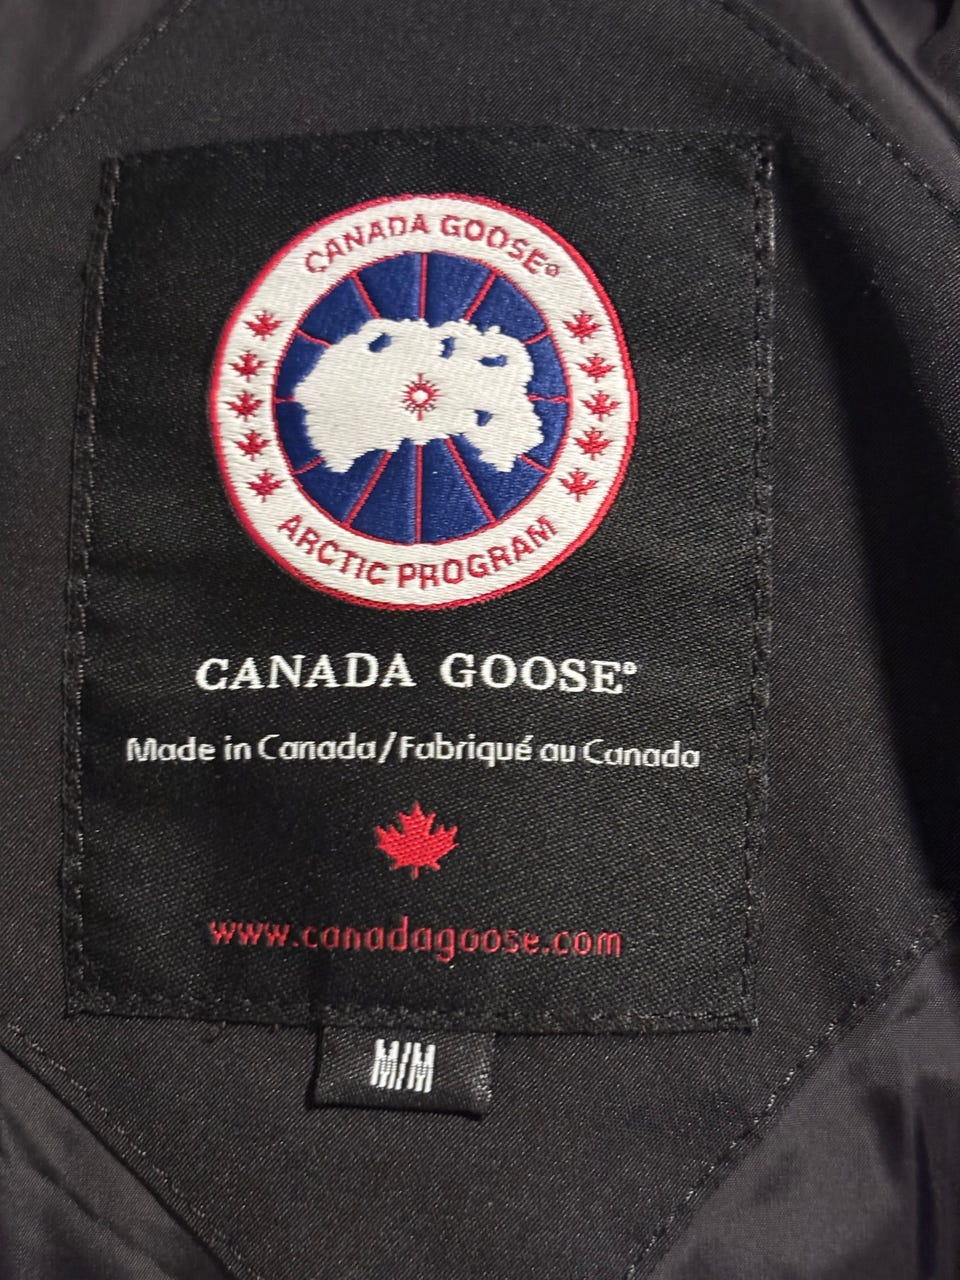 CANADA GOOSE®
ARCTIC PROGRAM
CANADA GOOSE®
Made in Canada/Fabriqué au Canada
www.canadagoose.com
M/M